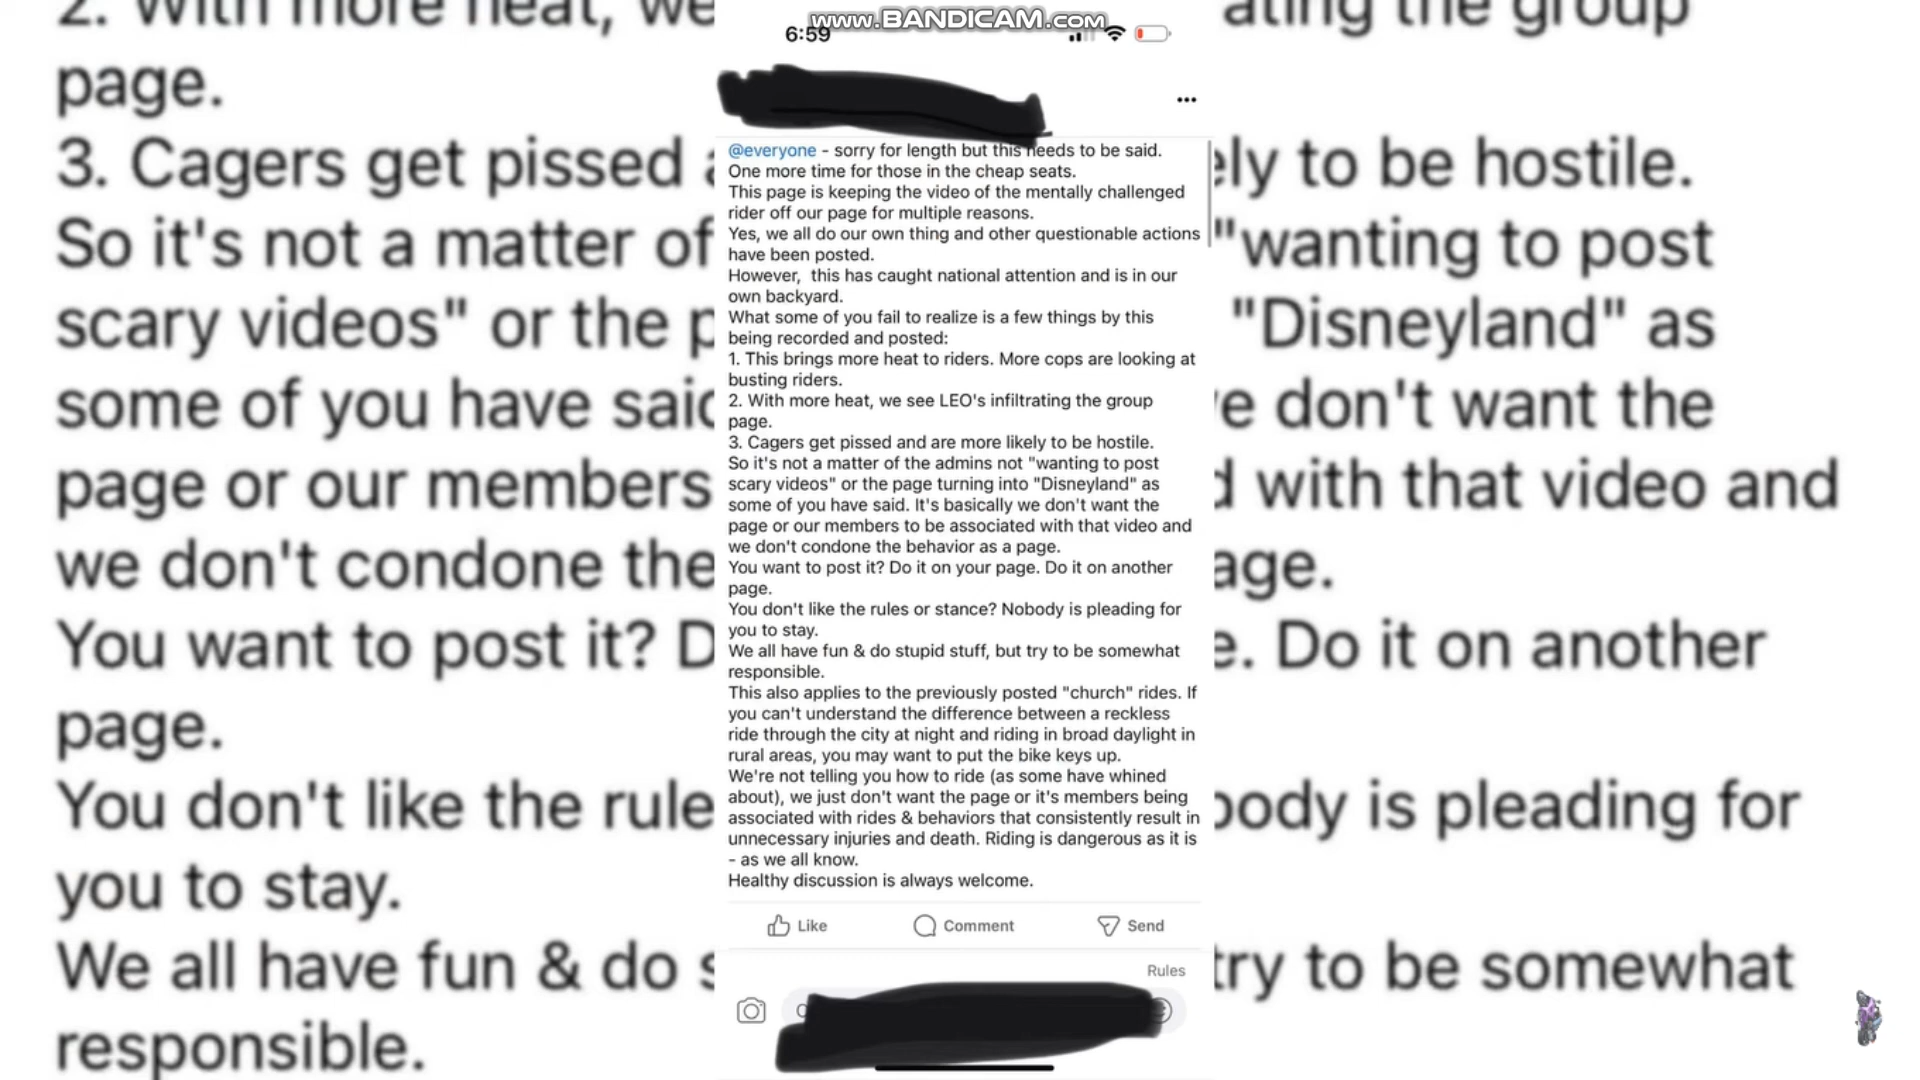 www.BANDICAM.com
6:59
@everyone - sorry for length but this needs to be said.
One more time for those in the cheap seats.
This page is keeping the video of the mentally challenged
rider off our page for multiple reasons.
Yes, we all do our own thing and other questionable actions
have been posted.
However,  this has caught national attention and is in our
own backyard.
What some of you fail to realize is a few things by this
being recorded and posted:
1. This brings more heat to riders. More cops are looking at
busting riders.
2. With more heat, we see LEO's infiltrating the group
page.
3. Cagers get pissed and are more likely to be hostile.
So it's not a matter of the admins not "wanting to post
scary videos" or the page turning into "Disneyland" as
some of you have said. It's basically we don't want the
page or our members to be associated with that video and
we don't condone the behavior as a page.
You want to post it? Do it on your page. Do it on another
page.
You don't like the rules or stance? Nobody is pleading for
you to stay.
We all have fun & do stupid stuff, but try to be somewhat
responsible.
This also applies to the previously posted "church" rides. If
you can't understand the difference between a reckless
ride through the city at night and riding in broad daylight in
rural areas, you may want to put the bike keys up.
We're not telling you how to ride (as some have whined
about), we just don't want the page or it's members being
associated with rides & behaviors that consistently result in
unnecessary injuries and death. Riding is dangerous as it is
- as we all know.
Healthy discussion is always welcome.
Like Comment Send
Rules
2. With more heat, we ating the group
page.
3. Cagers get pissed ely to be hostile.
So it's not a matter of "wanting to post
scary videos" or the p "Disneyland" as
some of you have said e don't want the
page or our members d with that video and
we don't condone the age.
You want to post it? D e. Do it on another
page.
You don't like the rule body is pleading for
you to stay.
We all have fun & do s try to be somewhat
responsible.